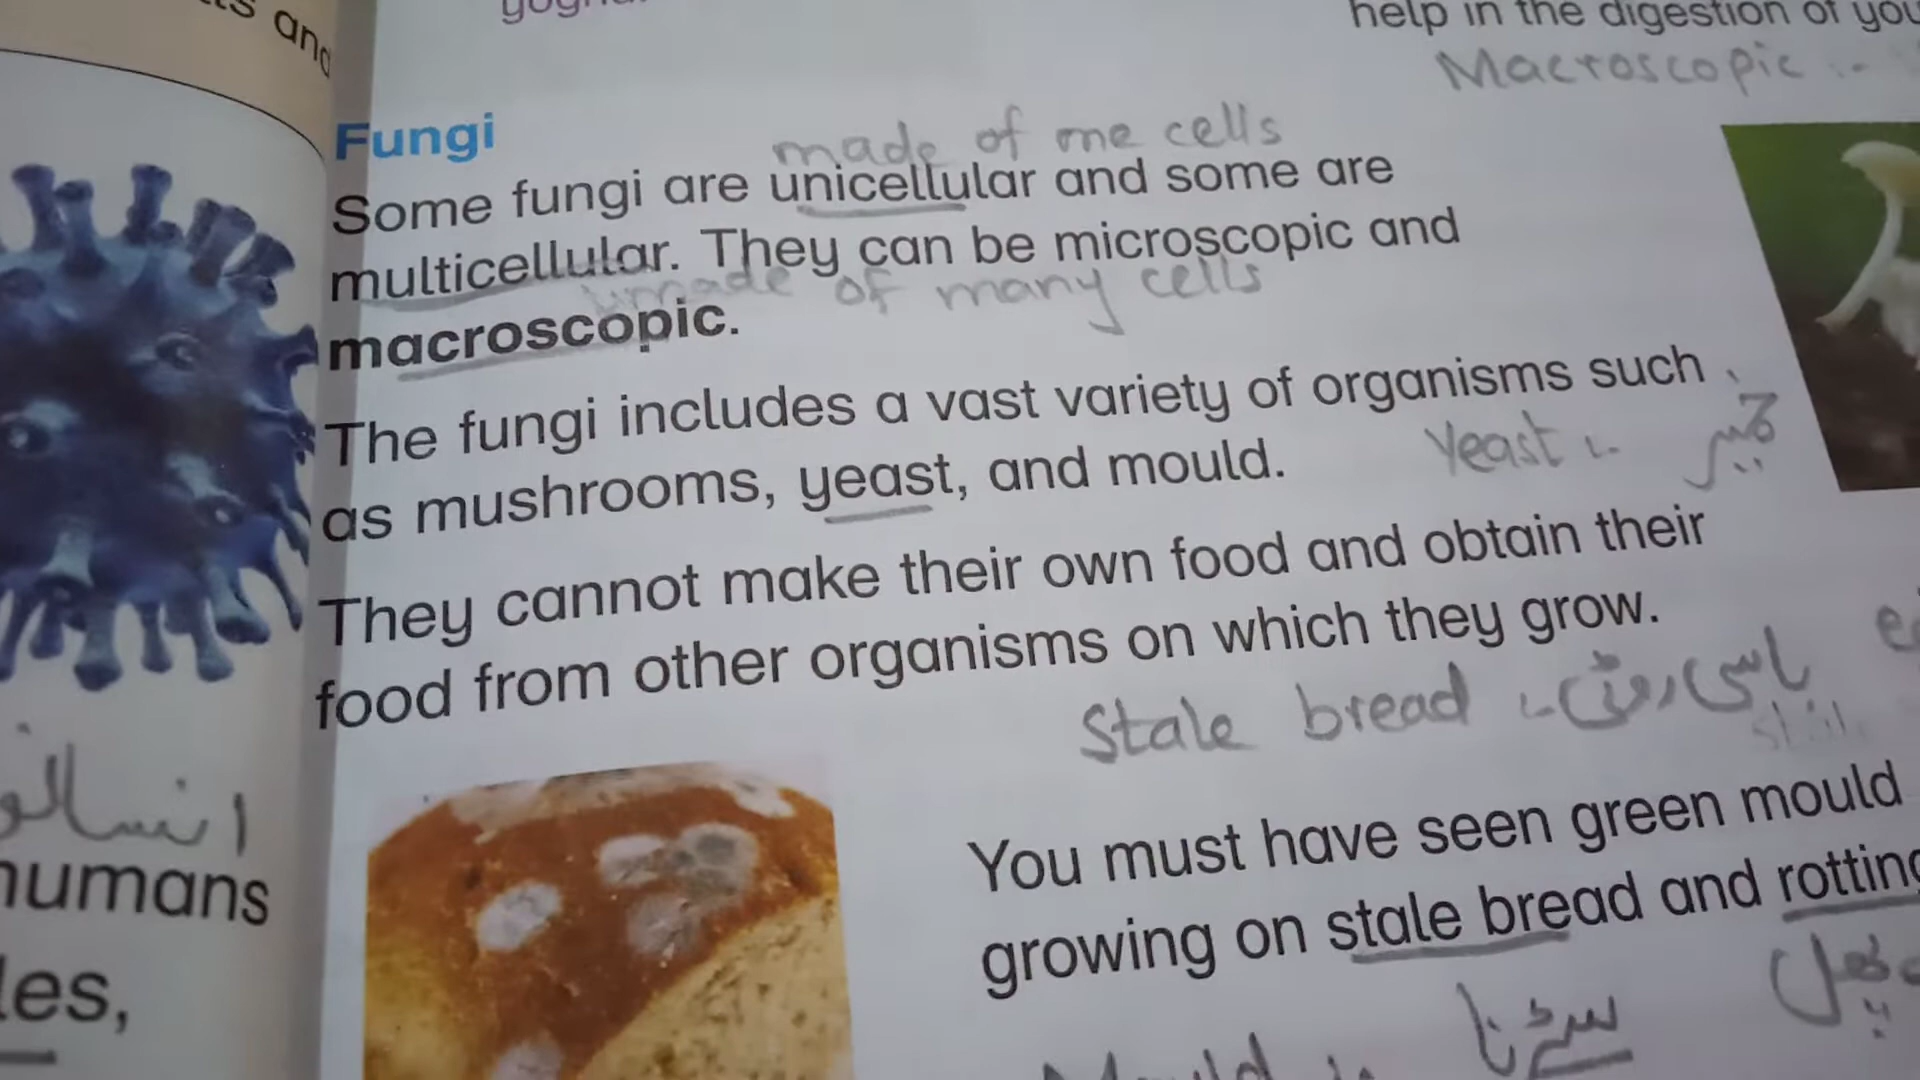 help in the digestion of you
Macroscopic :-
and
Fungi
made of one cells
Some fungi are unicellular and some are
multicellular. They can be microscopic and
made of many cells
macroscopic.
The fungi includes a vast variety of organisms such
as mushrooms, yeast, and mould.
Yeast :- خمیر
They cannot make their own food and obtain their
food from other organisms on which they grow.
Stale bread :- باسی روٹی
You must have seen green mould
growing on stale bread and rotting
سڑنا
humans
les,